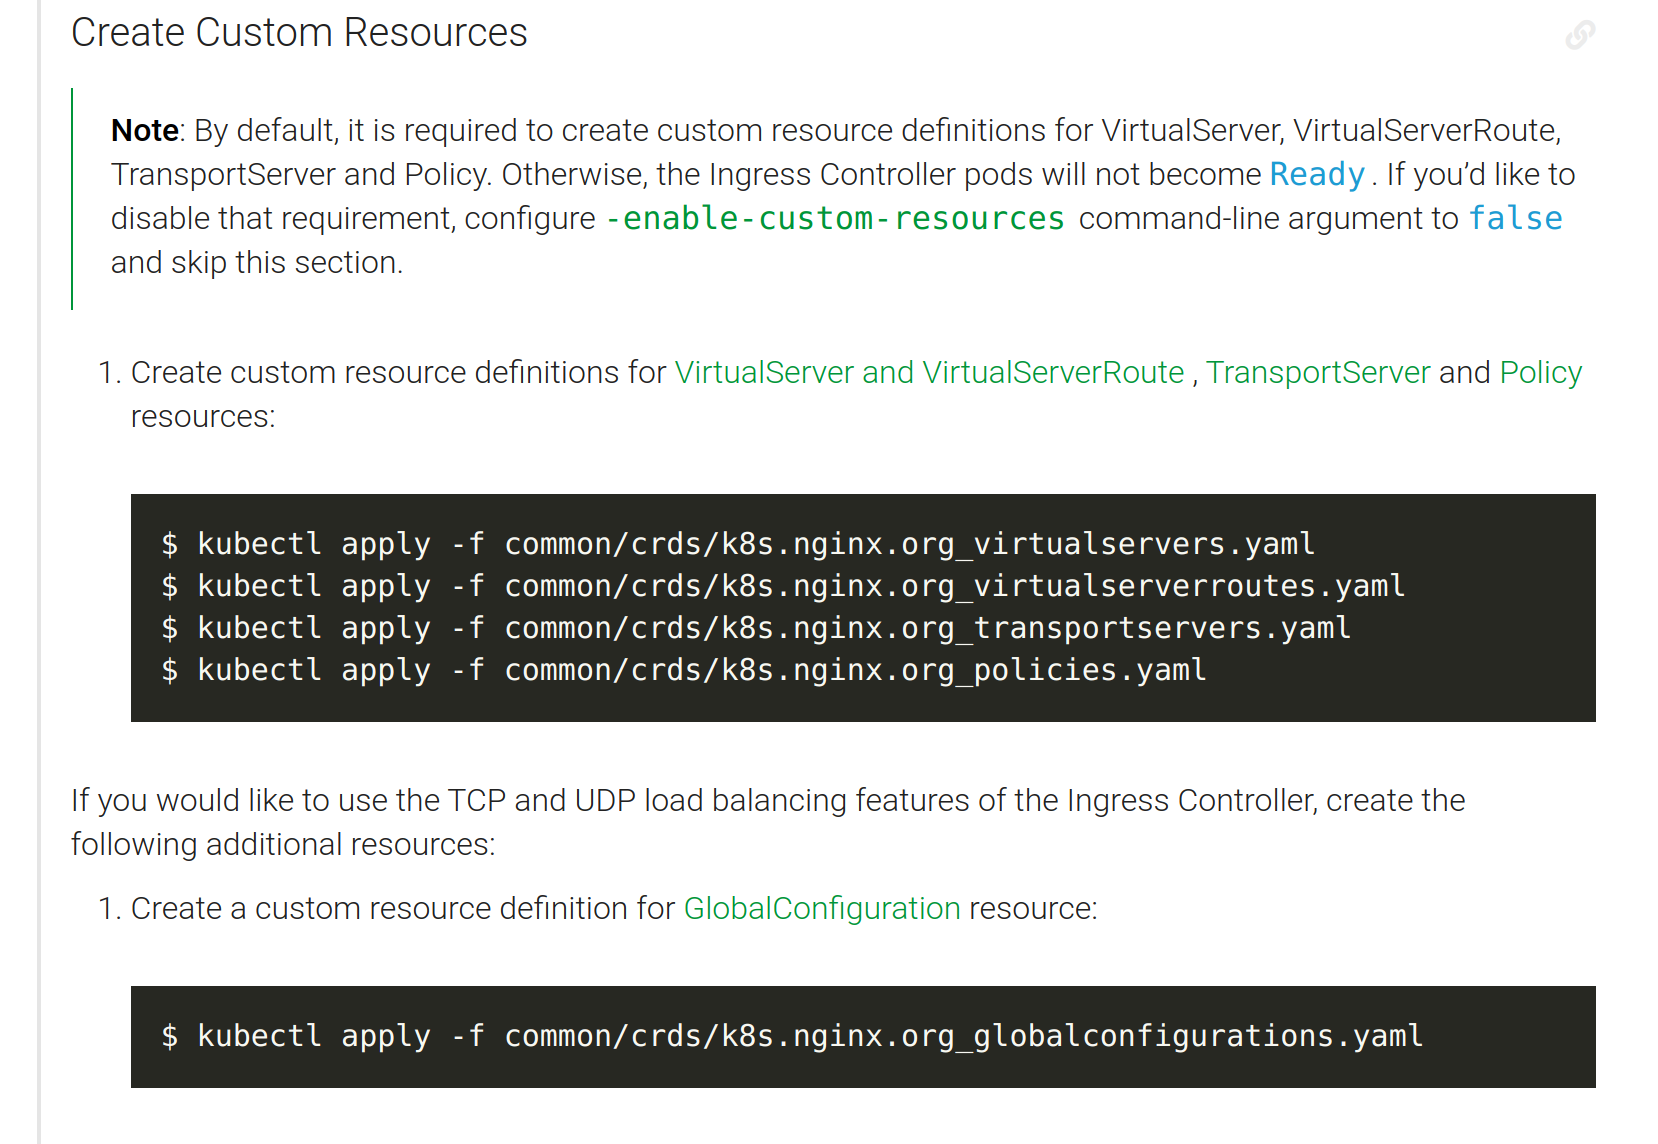 Create Custom Resources
Note: By default, it is required to create custom resource definitions for VirtualServer, VirtualServerRoute,
TransportServer and Policy. Otherwise, the Ingress Controller pods will not become Ready. If you’d like to
disable that requirement, configure -enable-custom-resources command-line argument to false
and skip this section.
1. Create custom resource definitions for VirtualServer and VirtualServerRoute , TransportServer and Policy
resources:
$ kubectl apply -f common/crds/k8s.nginx.org_virtualservers.yaml
$ kubectl apply -f common/crds/k8s.nginx.org_virtualserverroutes.yaml
$ kubectl apply -f common/crds/k8s.nginx.org_transportservers.yaml
$ kubectl apply -f common/crds/k8s.nginx.org_policies.yaml
If you would like to use the TCP and UDP load balancing features of the Ingress Controller, create the
following additional resources:
1. Create a custom resource definition for GlobalConfiguration resource:
$ kubectl apply -f common/crds/k8s.nginx.org_globalconfigurations.yaml